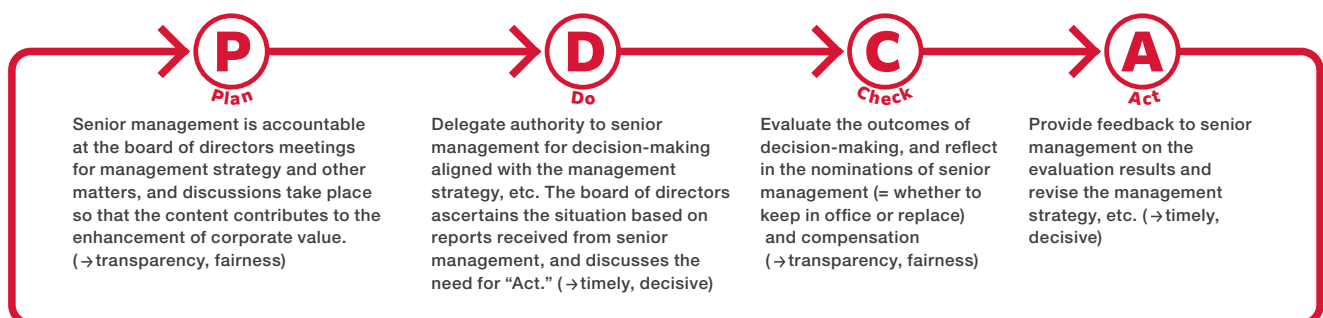 P
Plan
Senior management is accountable
at the board of directors meetings
for management strategy and other
matters, and discussions take place
so that the content contributes to the
enhancement of corporate value.
(→transparency, fairness)
D
Do
Delegate authority to senior
management for decision-making
aligned with the management
strategy, etc. The board of directors
ascertains the situation based on
reports received from senior
management, and discusses the
need for “Act.” (→timely, decisive)
C
Check
Evaluate the outcomes of
decision-making, and reflect
in the nominations of senior
management (= whether to
keep in office or replace)
and compensation
(→transparency, fairness)
A
Act
Provide feedback to senior
management on the
evaluation results and
revise the management
strategy, etc. (→timely,
decisive)